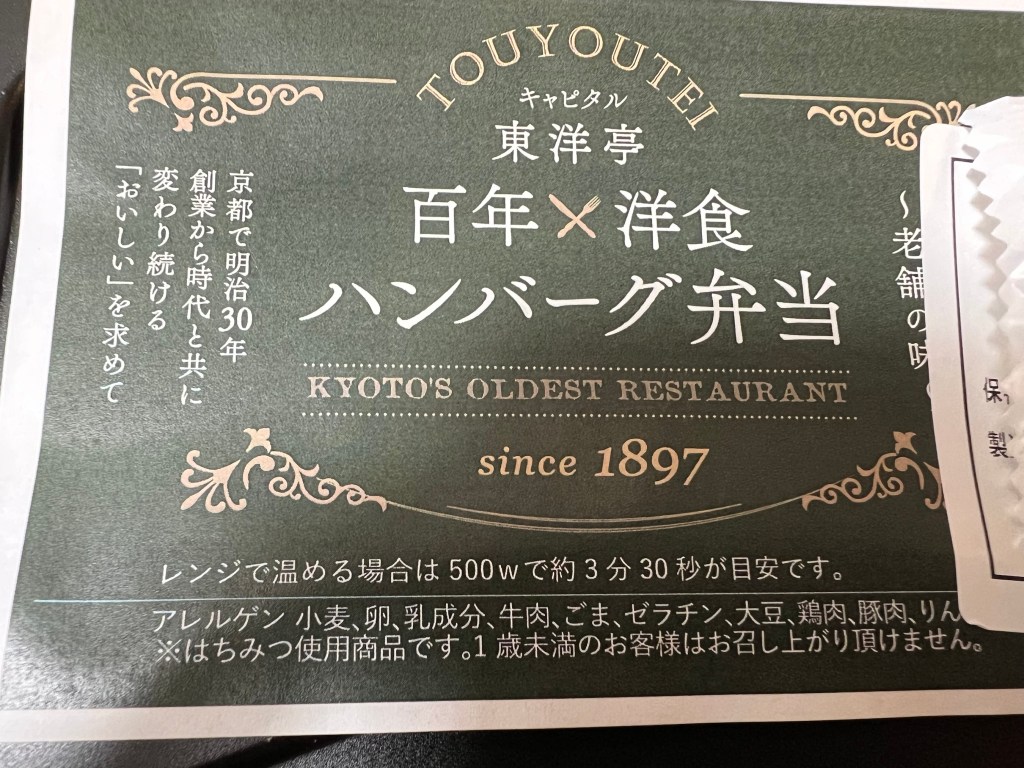 TOUYOUTEI
キャピタル
東洋亭
百年×洋食
ハンバーグ弁当
KYOTO'S OLDEST RESTAURANT
since 1897
〜老舗の味
京都で明治30年
創業から時代と共に
変わり続ける
「おいしい」を求めて
レンジで温める場合は500wで約3分30秒が目安です。
アレルゲン 小麦、卵、乳成分、牛肉、ごま、ゼラチン、大豆、鶏肉、豚肉、りん
※はちみつ使用商品です。1歳未満のお客様はお召し上がり頂けません。
保
製